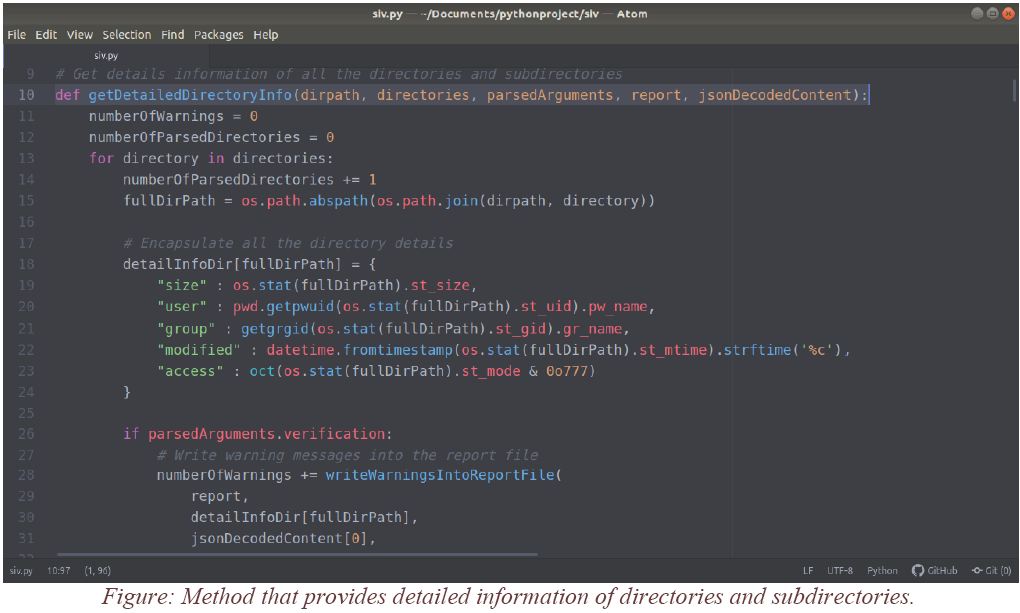 siv.py — ~/Documents/pythonproject/siv — Atom
File Edit View Selection Find Packages Help
siv.py
9 # Get details information of all the directories and subdirectories
10 def getDetailedDirectoryInfo(dirpath, directories, parsedArguments, report, jsonDecodedContent):
11     numberOfWarnings = 0
12     numberOfParsedDirectories = 0
13     for directory in directories:
14         numberOfParsedDirectories += 1
15         fullDirPath = os.path.abspath(os.path.join(dirpath, directory))
16
17         # Encapsulate all the directory details
18         detailInfoDir[fullDirPath] = {
19             "size" : os.stat(fullDirPath).st_size,
20             "user" : pwd.getpwuid(os.stat(fullDirPath).st_uid).pw_name,
21             "group" : getgrgid(os.stat(fullDirPath).st_gid).gr_name,
22             "modified" : datetime.fromtimestamp(os.stat(fullDirPath).st_mtime).strftime('%c'),
23             "access" : oct(os.stat(fullDirPath).st_mode & 0o777)
24         }
25
26         if parsedArguments.verification:
27             # Write warning messages into the report file
28             numberOfWarnings += writeWarningsIntoReportFile(
29                 report,
30                 detailInfoDir[fullDirPath],
31                 jsonDecodedContent[0],
siv.py 10:97 (1, 96) LF UTF-8 Python GitHub Git (0)
Figure: Method that provides detailed information of directories and subdirectories.